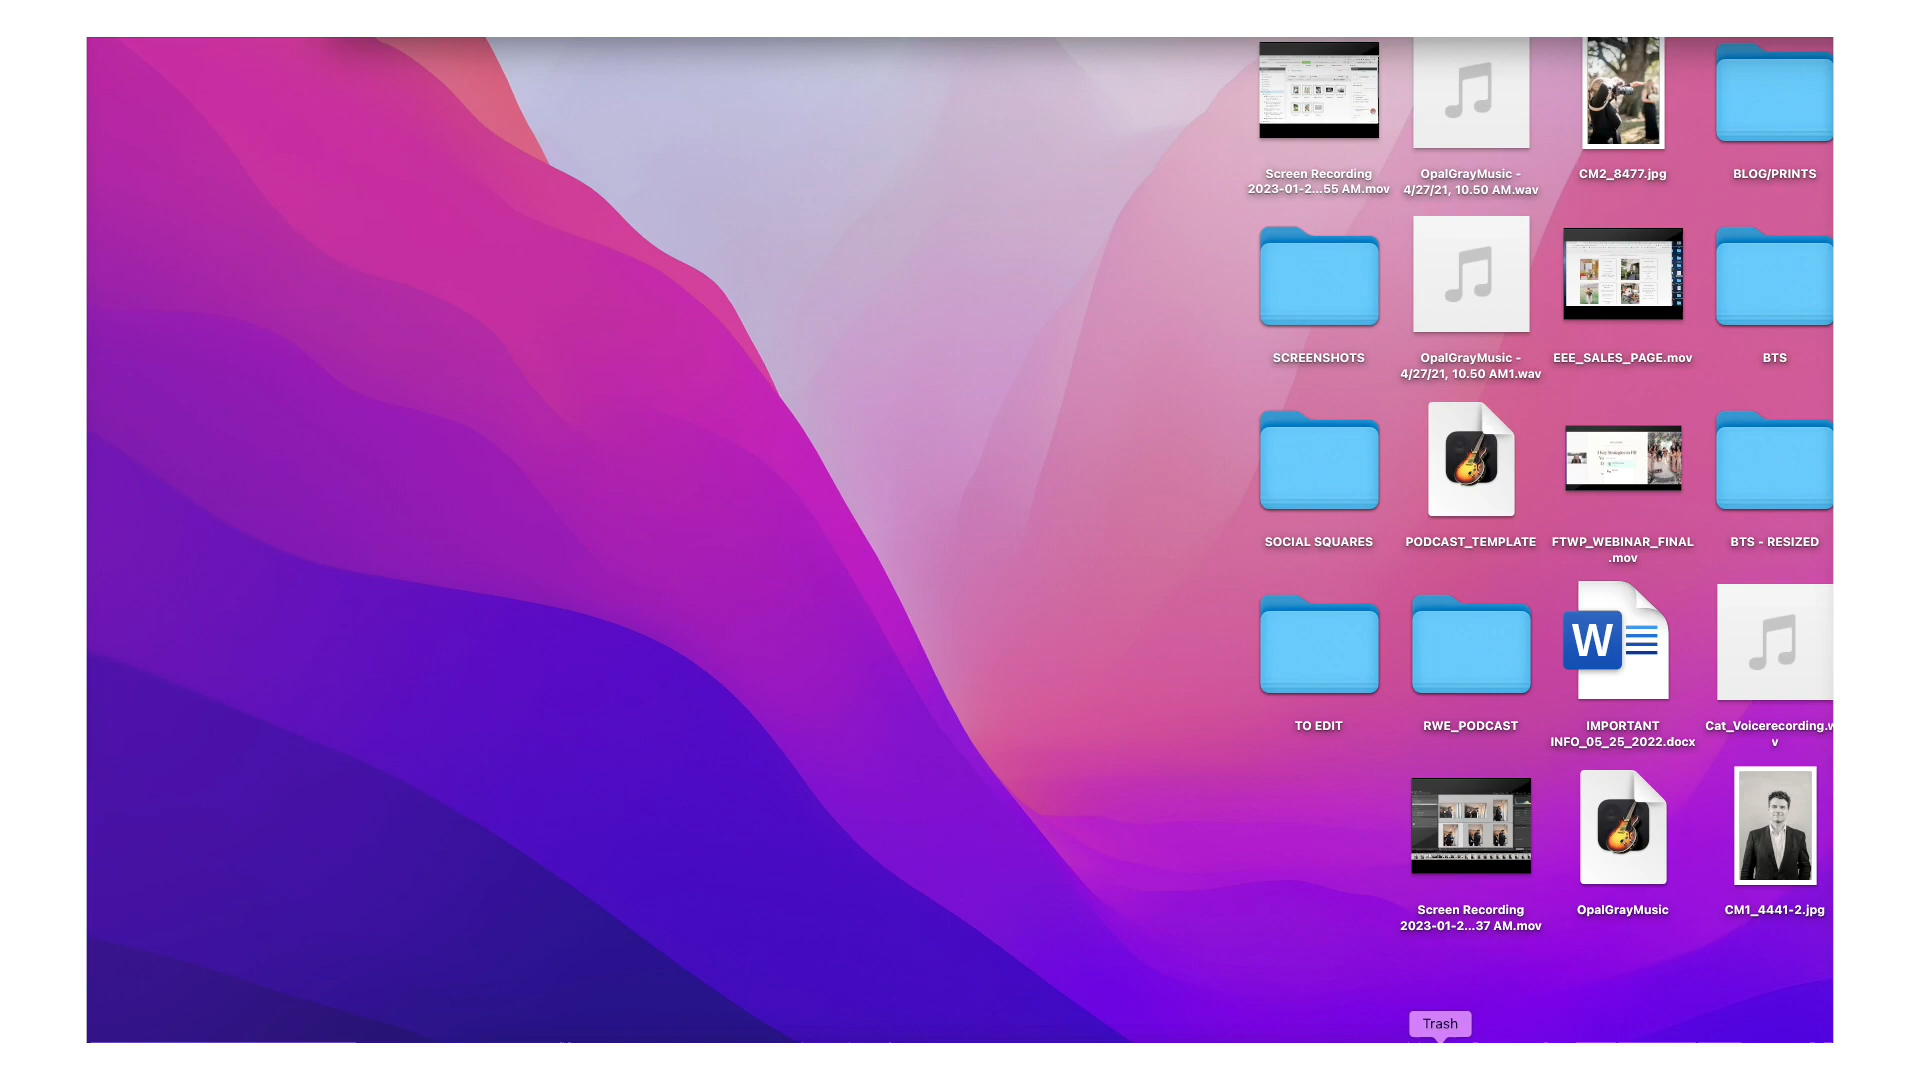 Screen Recording
2023-01-2...55 AM.mov
OpalGrayMusic -
4/27/21, 10.50 AM.wav
CM2_8477.jpg
BLOG/PRINTS
SCREENSHOTS
OpalGrayMusic -
4/27/21, 10.50 AM1.wav
EEE_SALES_PAGE.mov
BTS
SOCIAL SQUARES
PODCAST_TEMPLATE
FTWP_WEBINAR_FINAL
.mov
BTS - RESIZED
W
TO EDIT
RWE_PODCAST
IMPORTANT
INFO_05_25_2022.docx
Cat_Voicerecording.w
v
Screen Recording
2023-01-2...37 AM.mov
OpalGrayMusic
CM1_4441-2.jpg
Trash